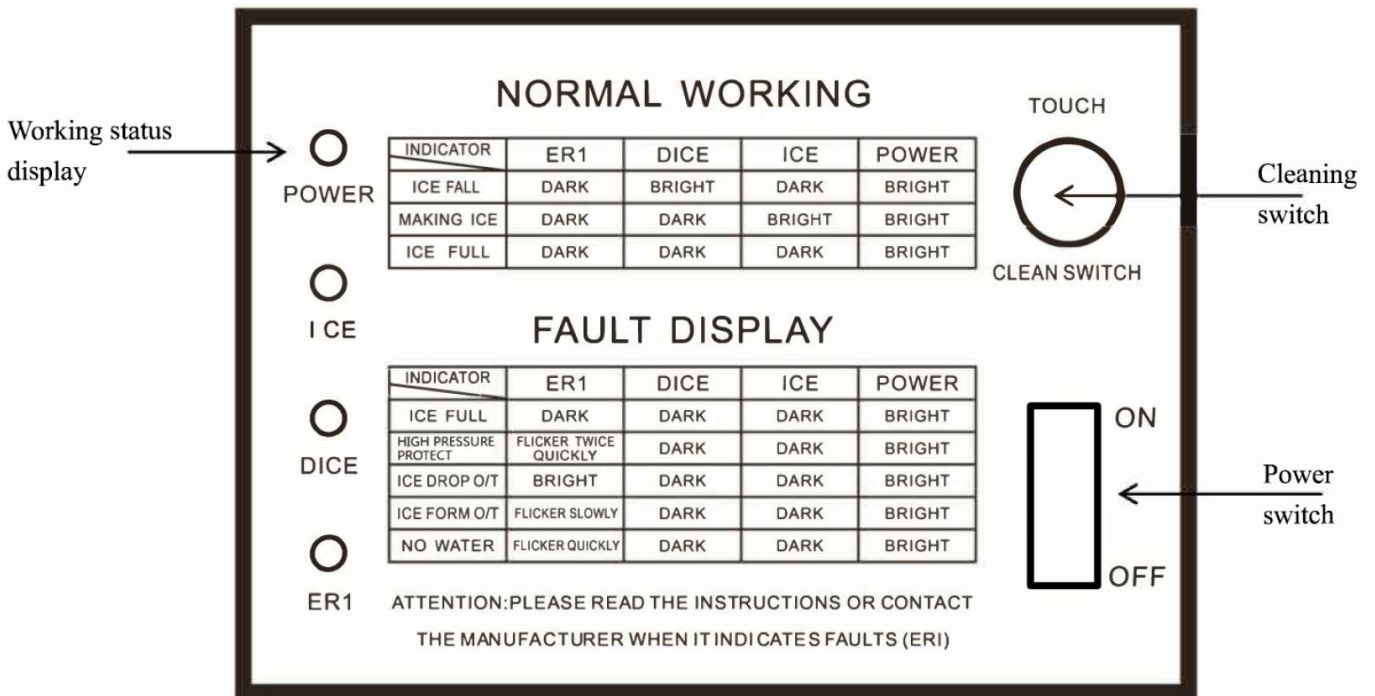 Working status
display
POWER
I CE
DICE
ER1
NORMAL WORKING
INDICATOR ER1 DICE ICE POWER
ICE FALL DARK BRIGHT DARK BRIGHT
MAKING ICE DARK DARK BRIGHT BRIGHT
ICE FULL DARK DARK DARK BRIGHT
FAULT DISPLAY
INDICATOR ER1 DICE ICE POWER
ICE FULL DARK DARK DARK BRIGHT
HIGH PRESSURE
PROTECT
FLICKER TWICE
QUICKLY
DARK DARK BRIGHT
ICE DROP O/T BRIGHT DARK DARK BRIGHT
ICE FORM O/T FLICKER SLOWLY DARK DARK BRIGHT
NO WATER FLICKER QUICKLY DARK DARK BRIGHT
ATTENTION:PLEASE READ THE INSTRUCTIONS OR CONTACT
THE MANUFACTURER WHEN IT INDICATES FAULTS (ERI)
TOUCH
CLEAN SWITCH
Cleaning
switch
ON
OFF
Power
switch